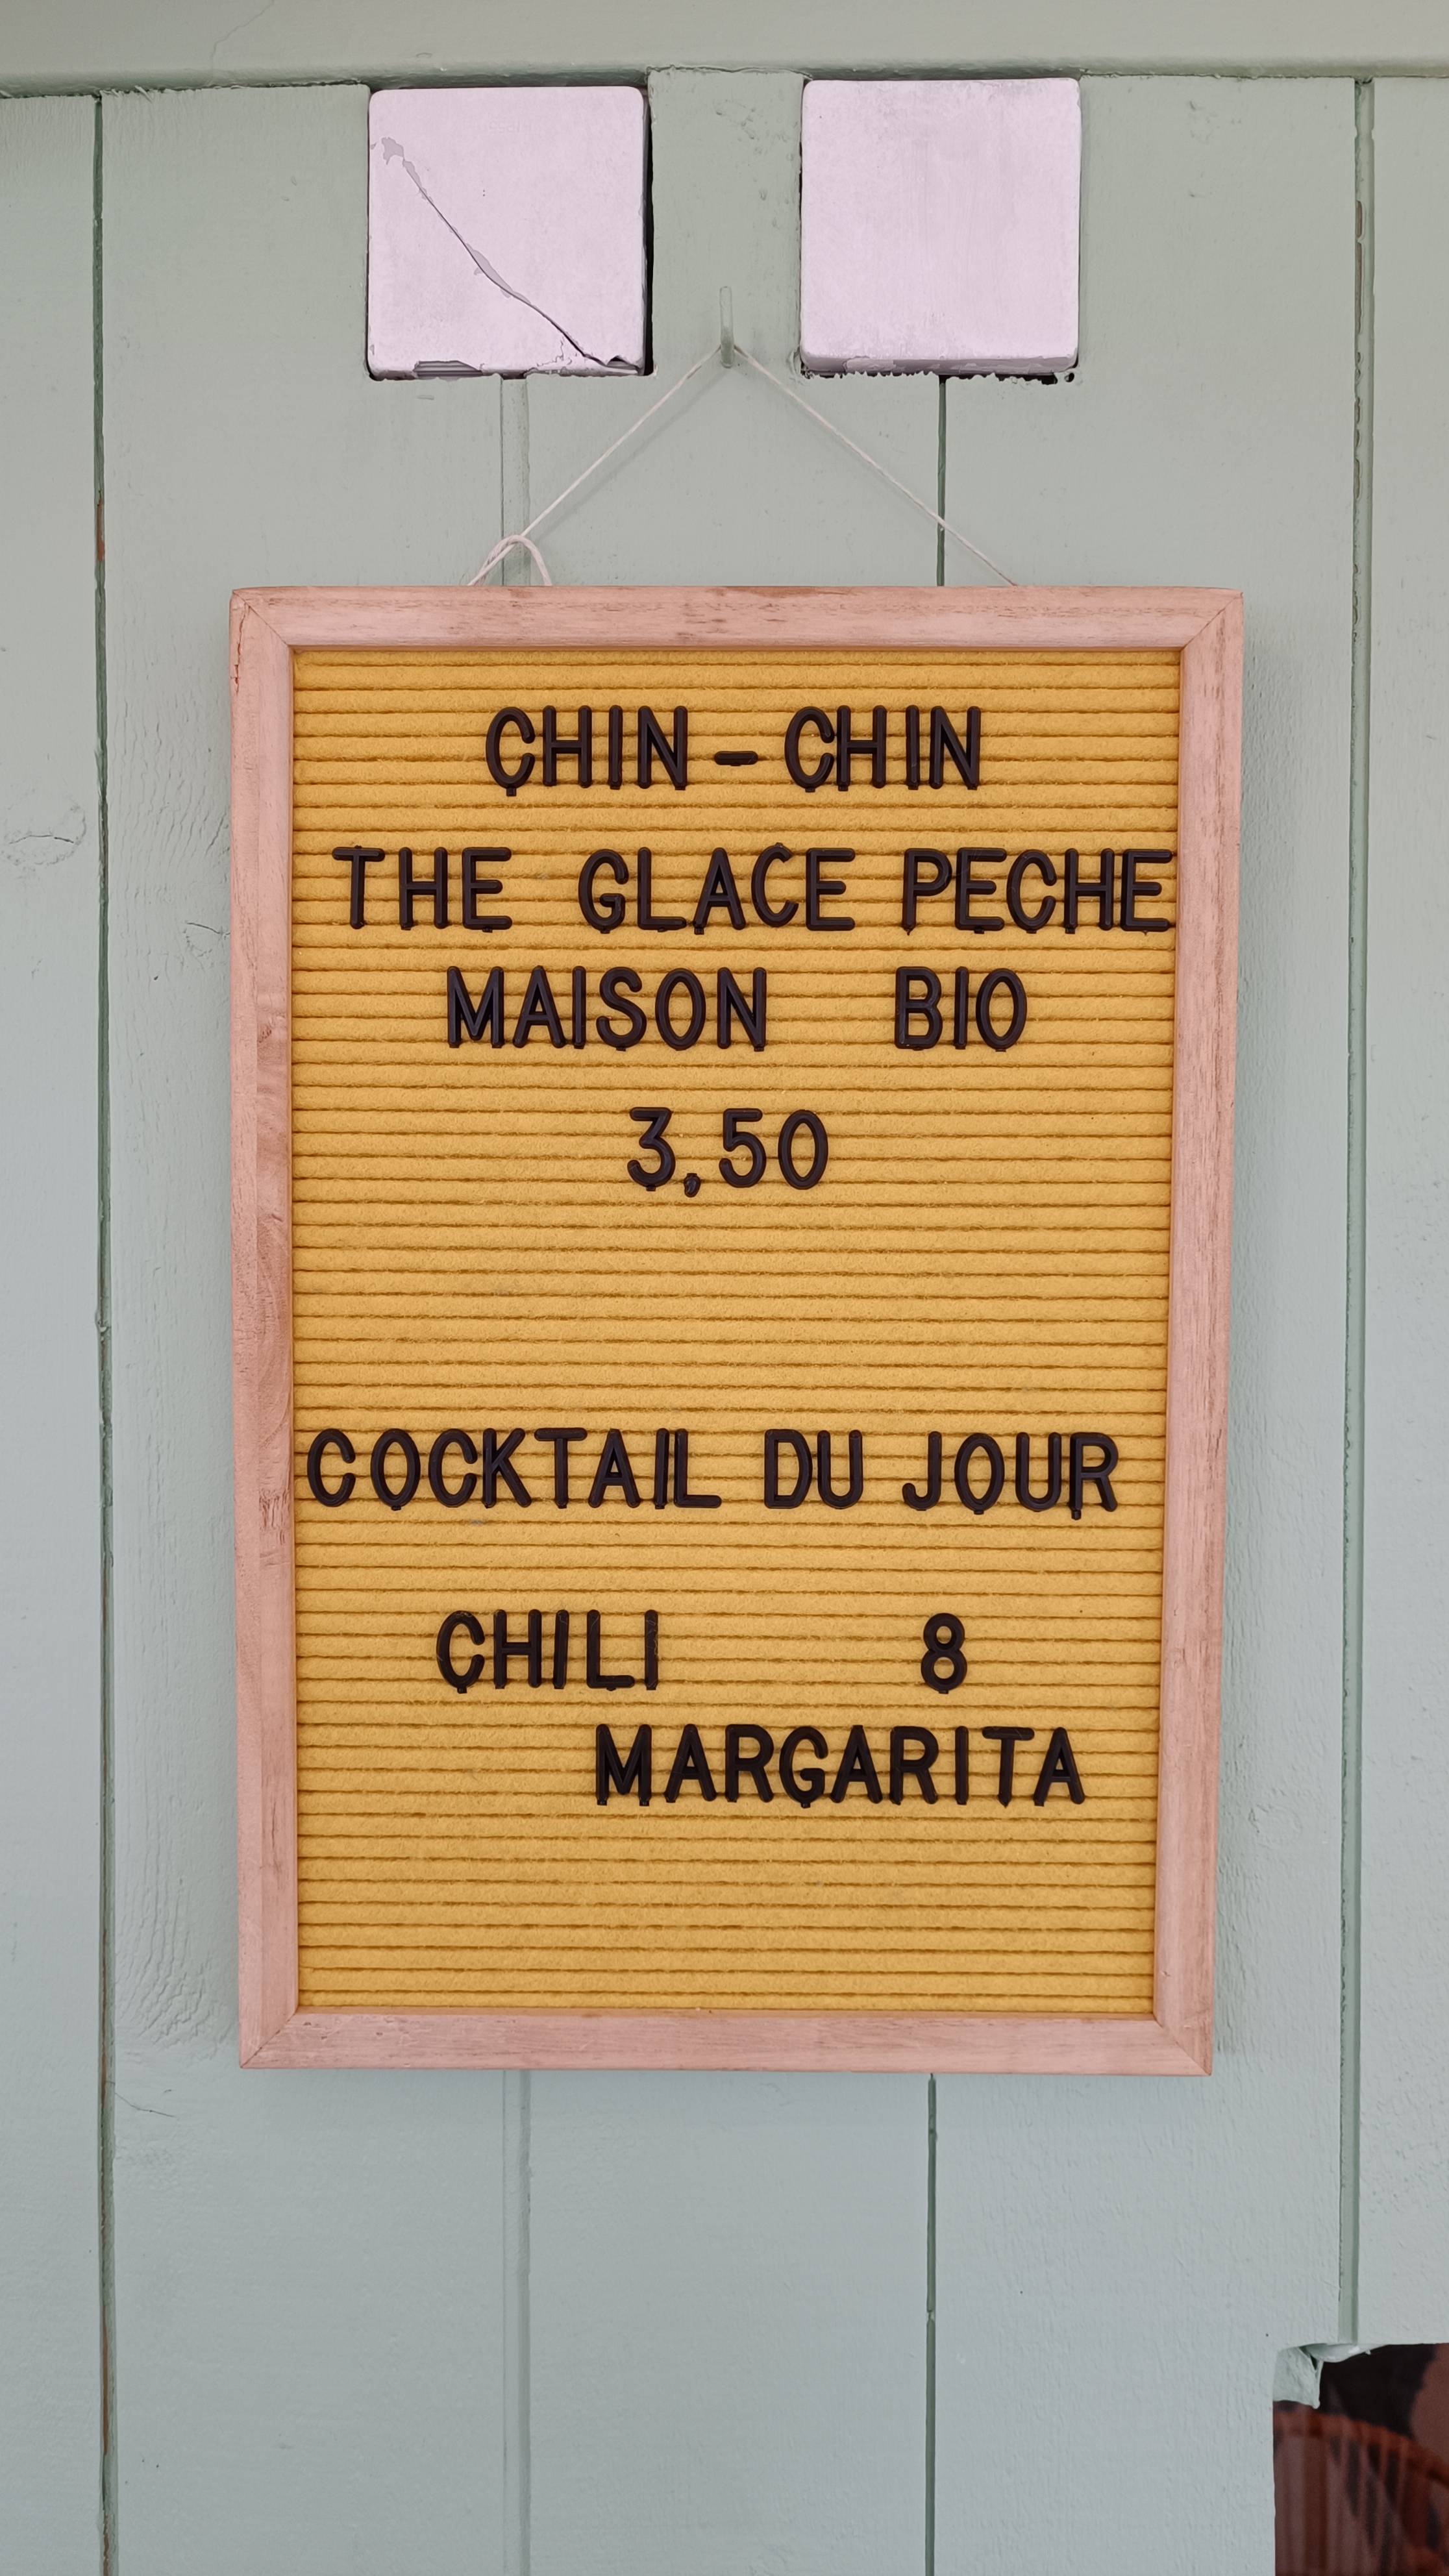 CHIN-CHIN
THE GLACE PECHE
MAISON BIO
3,50
COCKTAIL DU JOUR
CHILI 8
MARGARITA